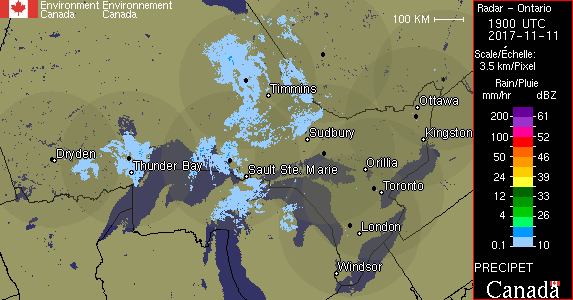 Environment Environnement
Canada Canada
100 KM
Timmins
Ottawa
Sudbury
Kingston
Dryden
Thunder Bay
Sault Ste. Marie
Orillia
Toronto
London
Windsor
Radar - Ontario
1900 UTC
2017-11-11
Scale/Échelle:
3.5 km/Pixel
Rain/Pluie
mm/hr dBZ
200 61
100 52
50 46
24 39
12 33
4 26
0.1 10
PRECIPET
Canada